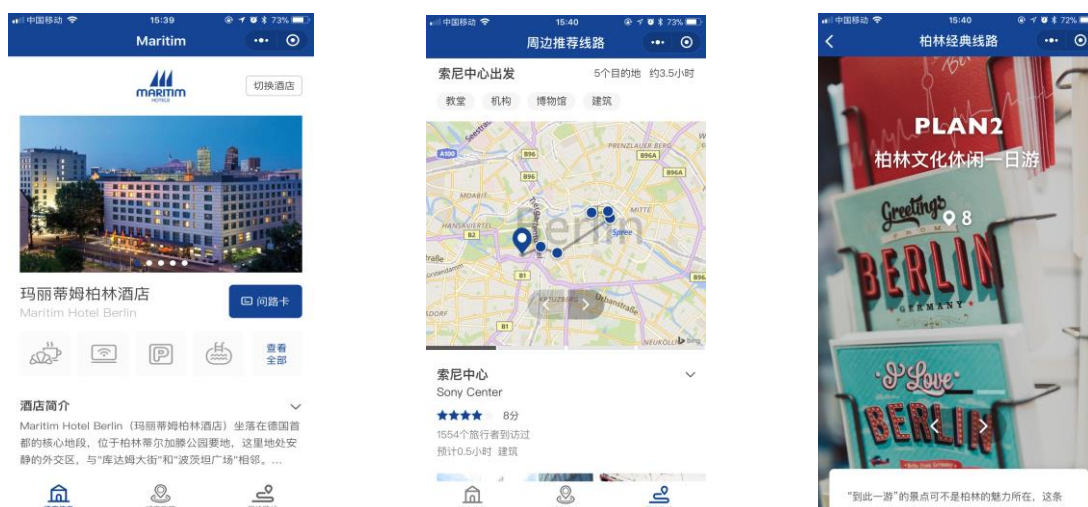 中国移动 15:39 73%
Maritim
MARITIM
HOTELS
切换酒店
玛丽蒂姆柏林酒店
Maritim Hotel Berlin
问路卡
查看
全部
酒店简介
Maritim Hotel Berlin（玛丽蒂姆柏林酒店）坐落在德国首
都的核心地段，位于柏林蒂尔加滕公园要地，这里地处安
静的外交区，与"库达姆大街"和"波茨坦广场"相邻。...
中国移动 15:40 73%
周边推荐线路
索尼中心出发 5个目的地 约3.5小时
教堂 机构 博物馆 建筑
A100
B96
PRENZLAUER BERG
B96A
B96
B96A
MOABIT
HANSAVIERTEL
MITTE
B2
Berlin
Spree
B1
B96
KREUZBERG
Urbanstraße
B1
NEUKÖLLN
bing
索尼中心
Sony Center
8分
1554个旅行者到访过
预计0.5小时 建筑
中国移动 15:40 72%
柏林经典线路
PLAN2
柏林文化休闲一日游
8
Greetings
FROM
BERLIN
GERMANY
I Love
BERLIN
"到此一游"的景点可不是柏林的魅力所在，这条